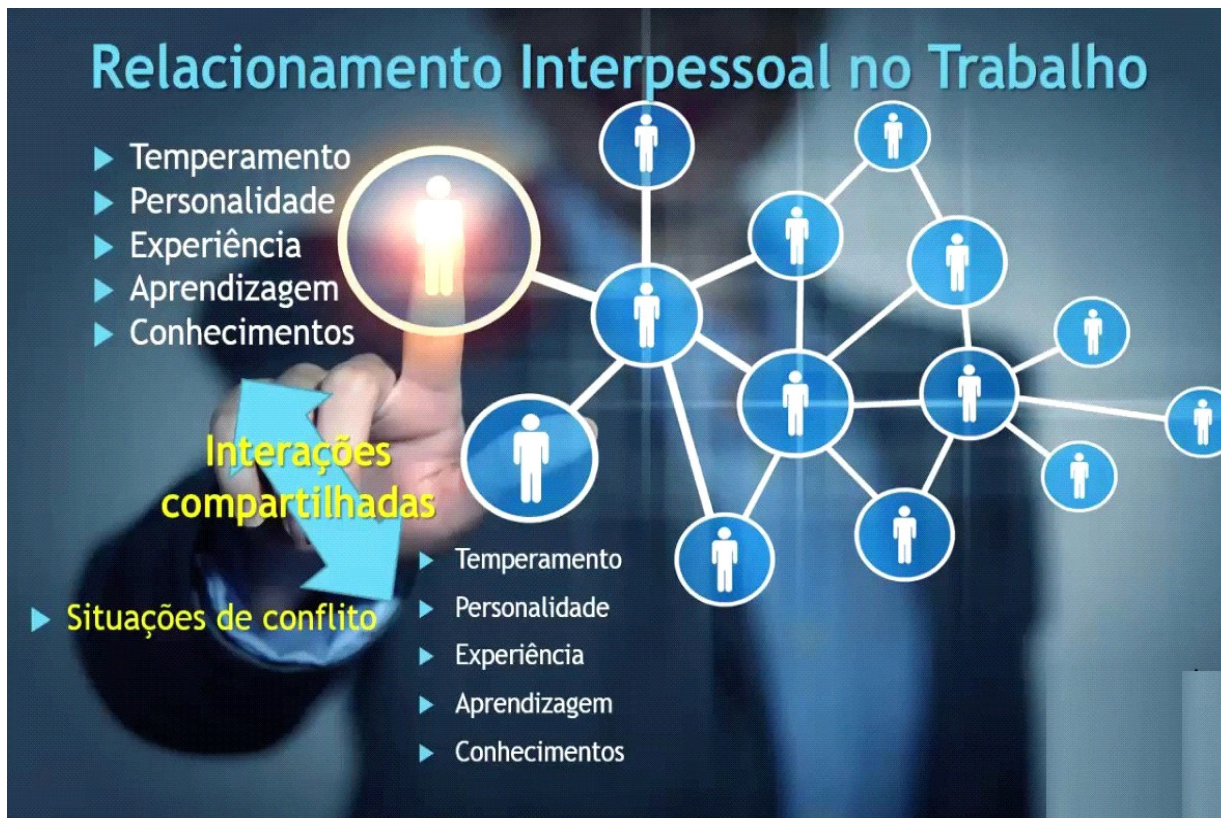 Relacionamento Interpessoal no Trabalho
Temperamento
Personalidade
Experiência
Aprendizagem
Conhecimentos
Interações
compartilhadas
Situações de conflito
Temperamento
Personalidade
Experiência
Aprendizagem
Conhecimentos